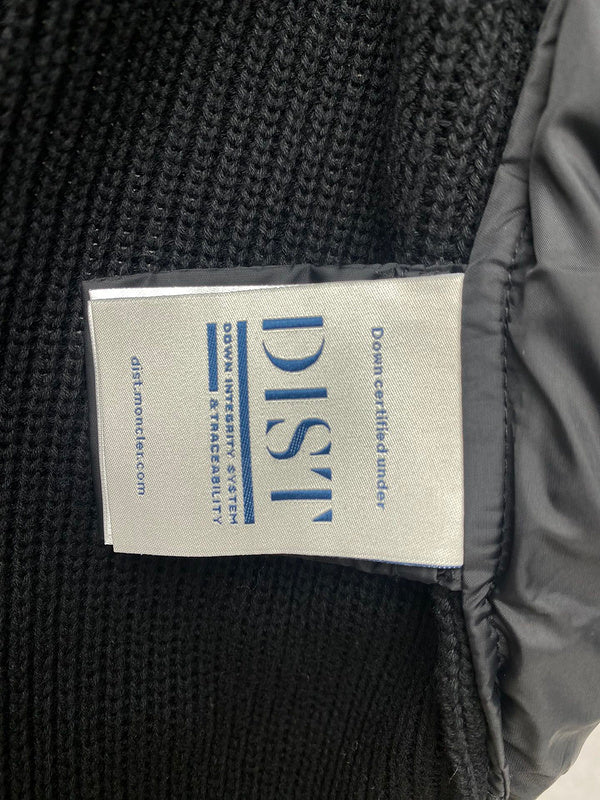 Down certified under
DIST
DOWN INTEGRITY SYSTEM
& TRACEABILITY
dist.moncler.com